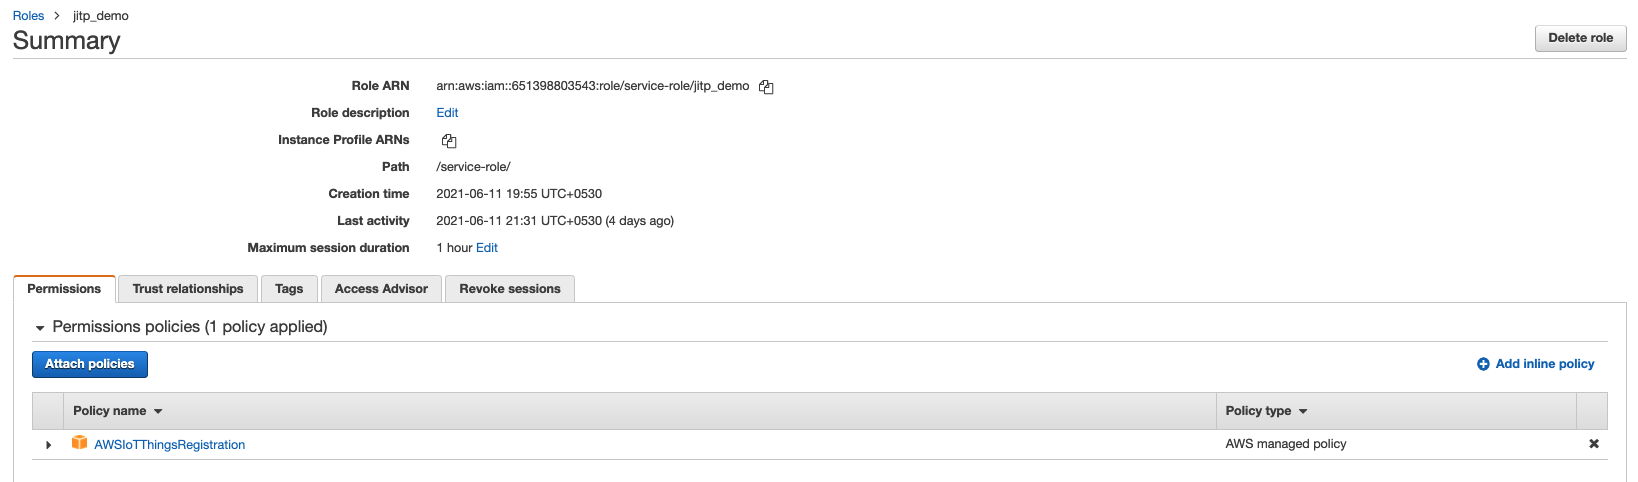 Roles > jitp_demo
Summary
Delete role
Role ARN arn:aws:iam::651398803543:role/service-role/jitp_demo
Role description Edit
Instance Profile ARNs
Path /service-role/
Creation time 2021-06-11 19:55 UTC+0530
Last activity 2021-06-11 21:31 UTC+0530 (4 days ago)
Maximum session duration 1 hour Edit
Permissions Trust relationships Tags Access Advisor Revoke sessions
Permissions policies (1 policy applied)
Attach policies Add inline policy
Policy name Policy type
AWSIoTThingsRegistration AWS managed policy